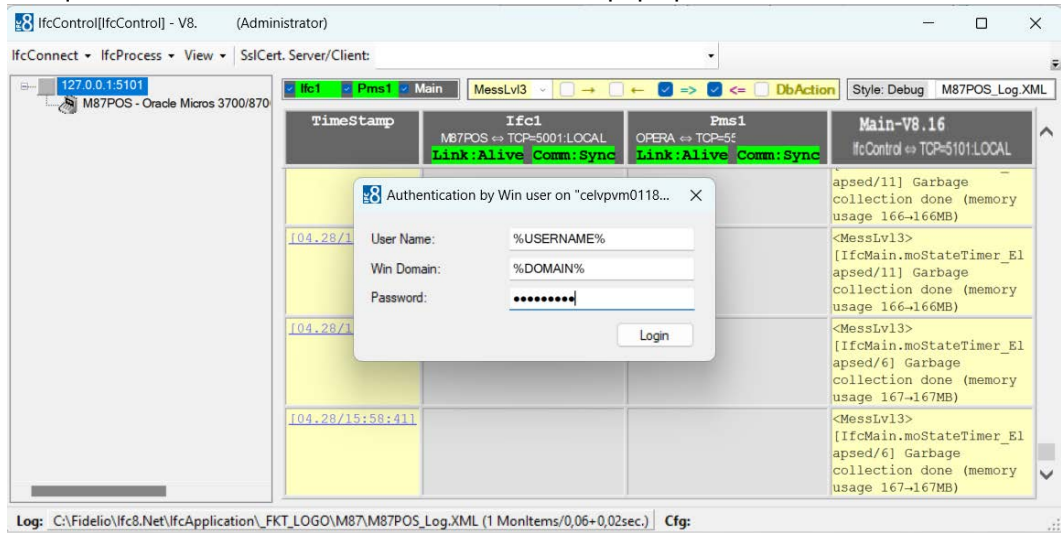 IfcControl[IfcControl] - V8. (Administrator)
IfcConnect IfcProcess View SslCert. Server/Client:
127.0.0.1:5101
M87POS - Oracle Micros 3700/870
Ifc1 Pms1 Main MessLvl3 → ← => <= DbAction Style: Debug M87POS_Log.XML
TimeStamp Ifc1 Pms1 Main-V8.16
M87POS ⇔ TCP=5001:LOCAL OPERA ⇔ TCP=55 IfcControl ⇔ TCP=5101:LOCAL
Link:Alive Comm:Sync Link:Alive Comm:Sync
apsed/11] Garbage
collection done (memory
usage 166→166MB)
Authentication by Win user on "celvpvm0118...
User Name: %USERNAME%
Win Domain: %DOMAIN%
Password: •••••••••
Login
[04.28/1
<MessLvl3>
[IfcMain.moStateTimer_El
apsed/11] Garbage
collection done (memory
usage 166→166MB)
[04.28/1
<MessLvl3>
[IfcMain.moStateTimer_El
apsed/6] Garbage
collection done (memory
usage 167→167MB)
[04.28/15:58:41]
<MessLvl3>
[IfcMain.moStateTimer_El
apsed/6] Garbage
collection done (memory
usage 167→167MB)
Log: C:\Fidelio\Ifc8.Net\IfcApplication\_FKT_LOGO\M87\M87POS_Log.XML (1 MonItems/0,06+0,02sec.) Cfg: